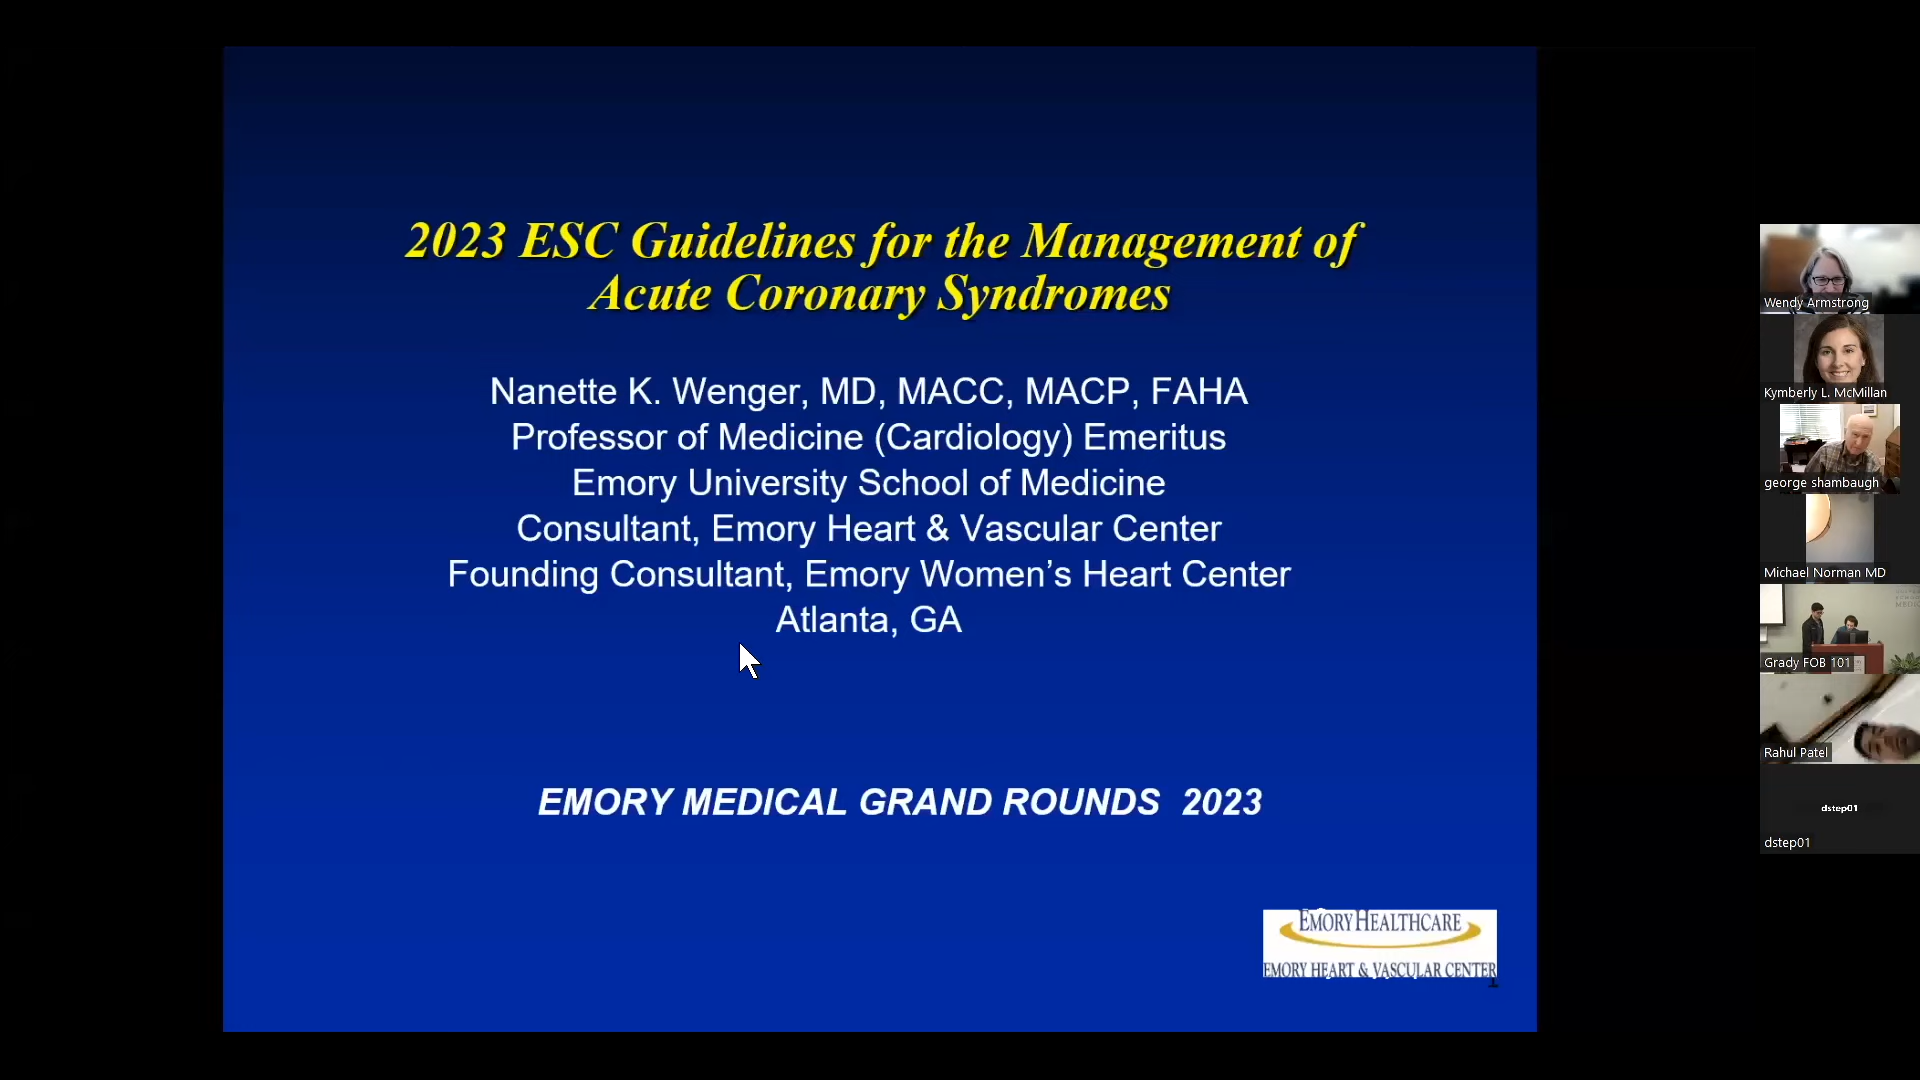 2023 ESC Guidelines for the Management of
Acute Coronary Syndromes
Nanette K. Wenger, MD, MACC, MACP, FAHA
Professor of Medicine (Cardiology) Emeritus
Emory University School of Medicine
Consultant, Emory Heart & Vascular Center
Founding Consultant, Emory Women’s Heart Center
Atlanta, GA
EMORY MEDICAL GRAND ROUNDS 2023
EMORY HEALTHCARE
EMORY HEART & VASCULAR CENTER
1
Wendy Armstrong
Kymberly L. McMillan
george shambaugh
Michael Norman MD
Grady FOB 101
Rahul Patel
dstep01
dstep01